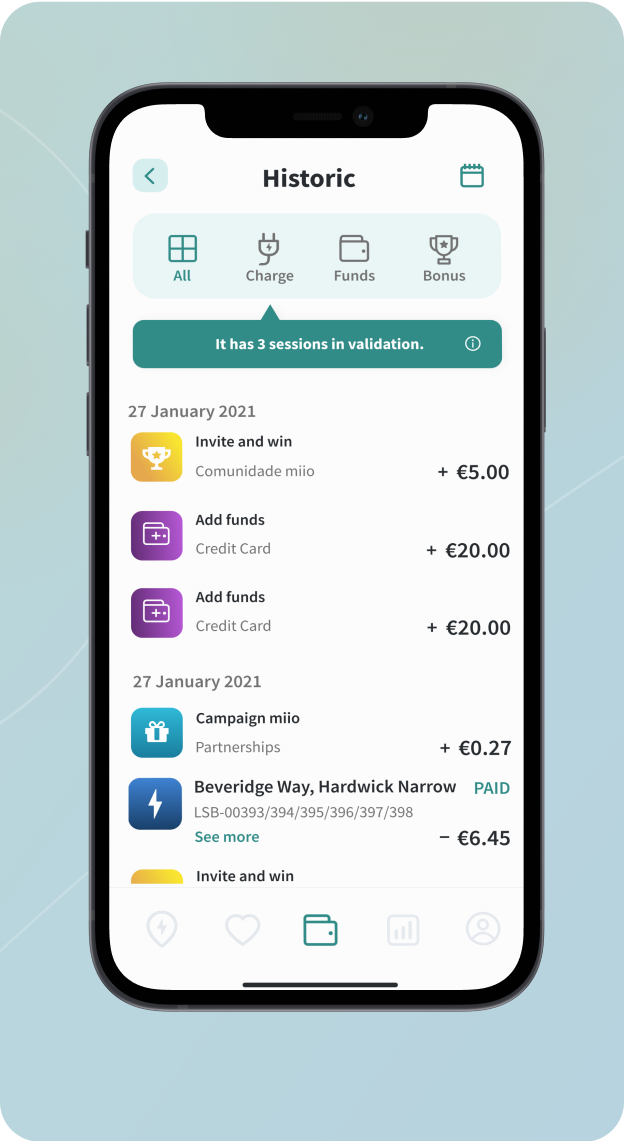 Historic
All
Charge
Funds
Bonus
It has 3 sessions in validation.
27 January 2021
Invite and win
Comunidade miio
+ €5.00
Add funds
Credit Card
+ €20.00
Add funds
Credit Card
+ €20.00
27 January 2021
Campaign miio
Partnerships
+ €0.27
Beveridge Way, Hardwick Narrow
PAID
LSB-00393/394/395/396/397/398
See more
− €6.45
Invite and win